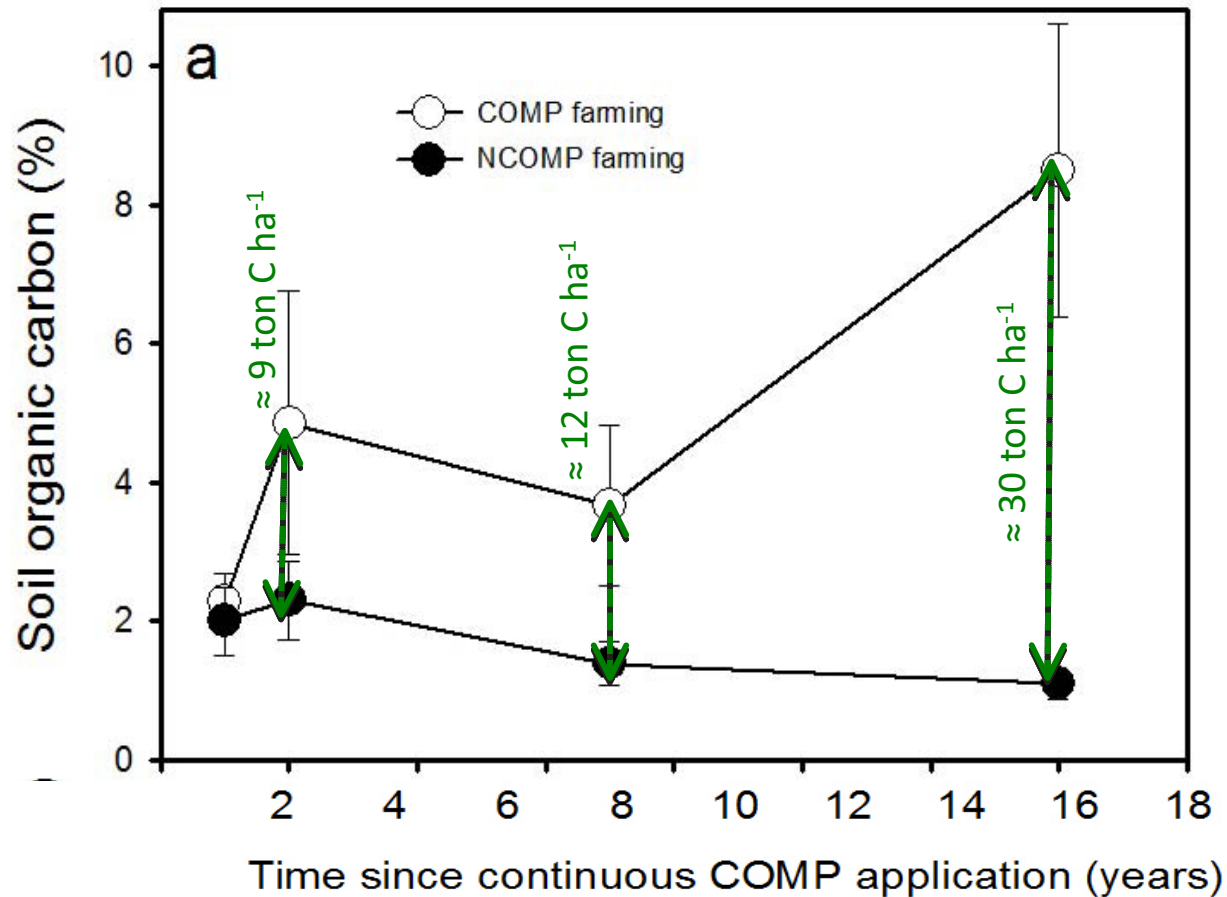 a
COMP farming
NCOMP farming
Soil organic carbon (%)
10
8
6
4
2
0
≈ 9 ton C ha⁻¹
≈ 12 ton C ha⁻¹
≈ 30 ton C ha⁻¹
2 4 6 8 10 12 14 16 18
Time since continuous COMP application (years)